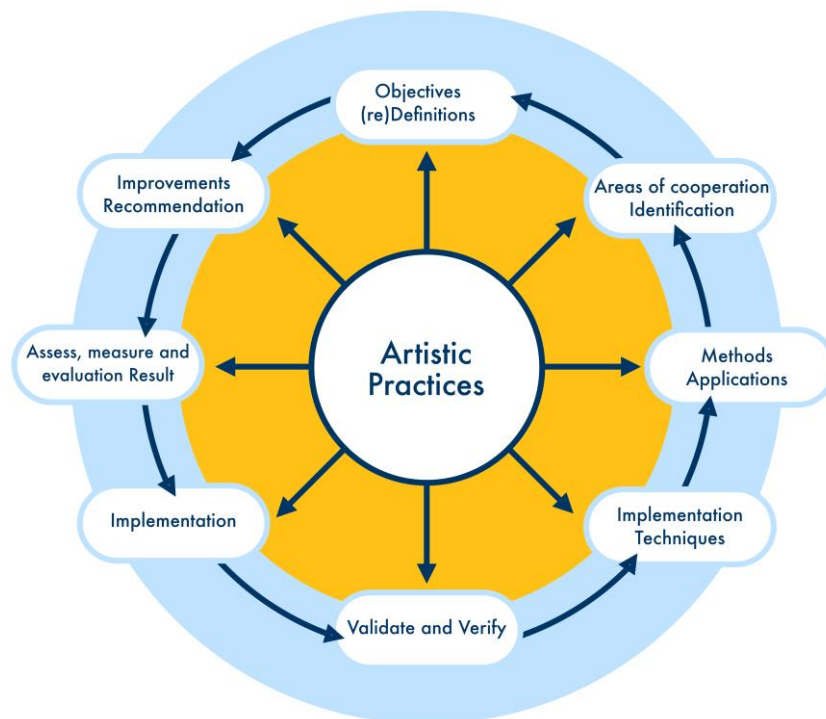 Objectives
(re)Definitions
Improvements
Recommendation
Areas of cooperation
Identification
Assess, measure and
evaluation Result
Artistic
Practices
Methods
Applications
Implementation
Implementation
Techniques
Validate and Verify